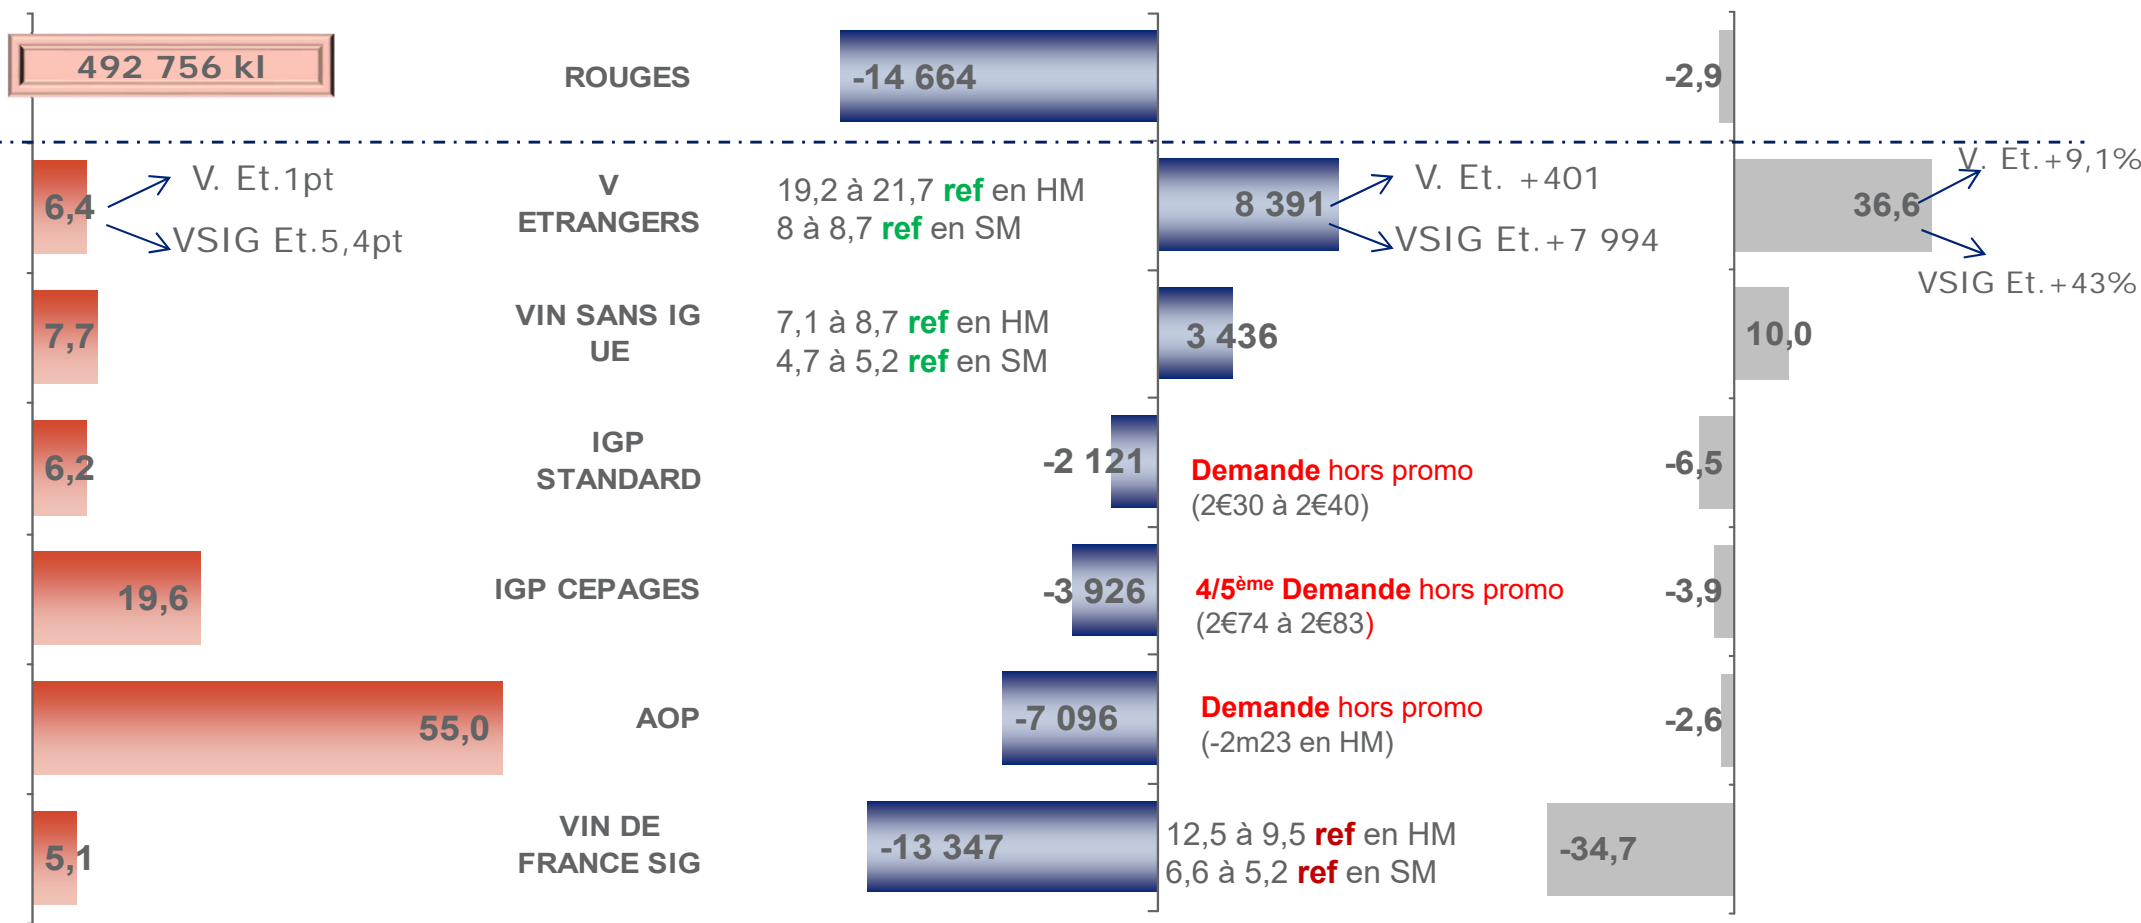 492 756 kl
ROUGES
-14 664
-2,9
6,4
V. Et.1pt
VSIG Et.5,4pt
V
ETRANGERS
19,2 à 21,7 ref en HM
8 à 8,7 ref en SM
8 391
V. Et. +401
VSIG Et.+7 994
36,6
V. Et.+9,1%
VSIG Et.+43%
7,7
VIN SANS IG
UE
7,1 à 8,7 ref en HM
4,7 à 5,2 ref en SM
3 436
10,0
6,2
IGP
STANDARD
-2 121
Demande hors promo
(2€30 à 2€40)
-6,5
19,6
IGP CEPAGES
-3 926
4/5ème Demande hors promo
(2€74 à 2€83)
-3,9
55,0
AOP
-7 096
Demande hors promo
(-2m23 en HM)
-2,6
5,1
VIN DE
FRANCE SIG
-13 347
12,5 à 9,5 ref en HM
6,6 à 5,2 ref en SM
-34,7